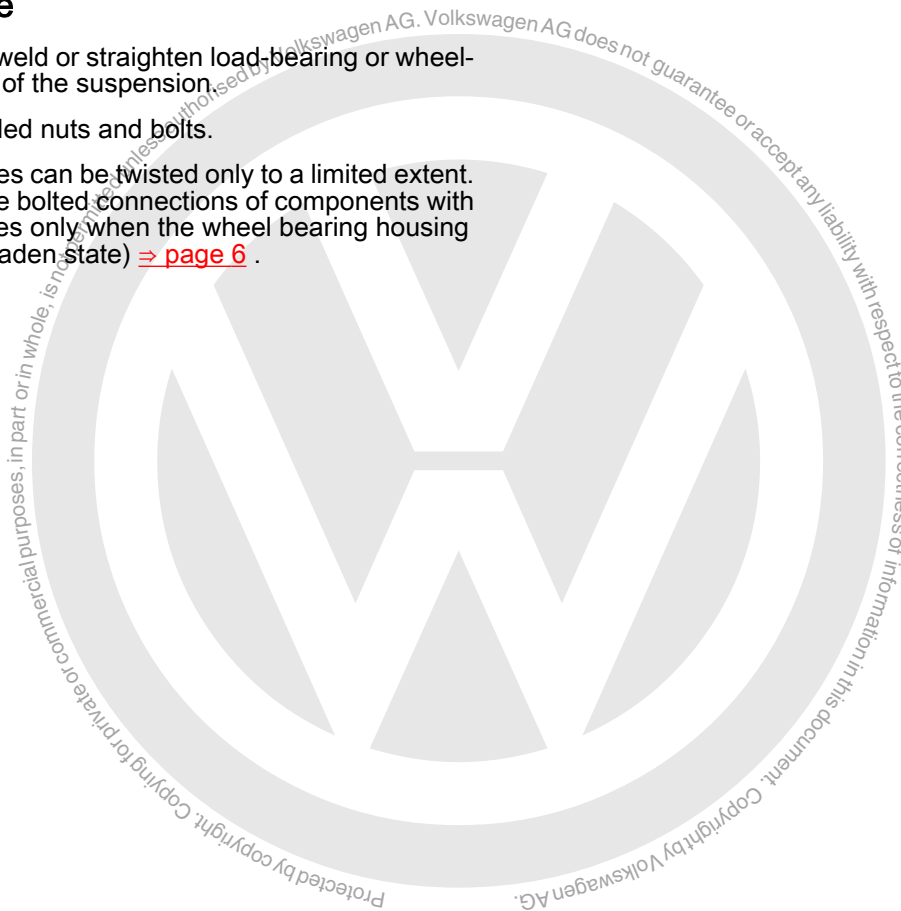 e
weld or straighten load-bearing or wheel-
of the suspension.
led nuts and bolts.
es can be twisted only to a limited extent.
e bolted connections of components with
es only when the wheel bearing housing
aden state) ⇒ page 6 .
Protected by copyright. Copying for private or commercial purposes, in part or in whole, is not permitted unless authorised by Volkswagen AG. Volkswagen AG does not guarantee or accept any liability with respect to the correctness of information in this document. Copyright by Volkswagen AG.